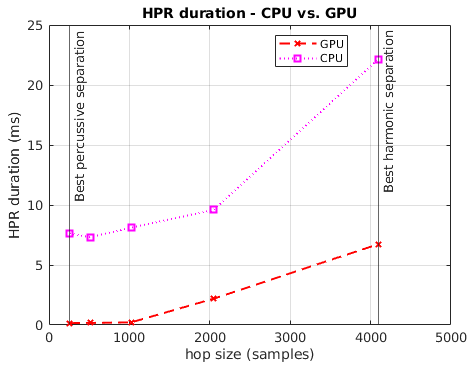 HPR duration - CPU vs. GPU
25
20
15
10
5
0
HPR duration (ms)
Best percussive separation
GPU
CPU
Best harmonic separation
0
1000
2000
3000
4000
5000
hop size (samples)